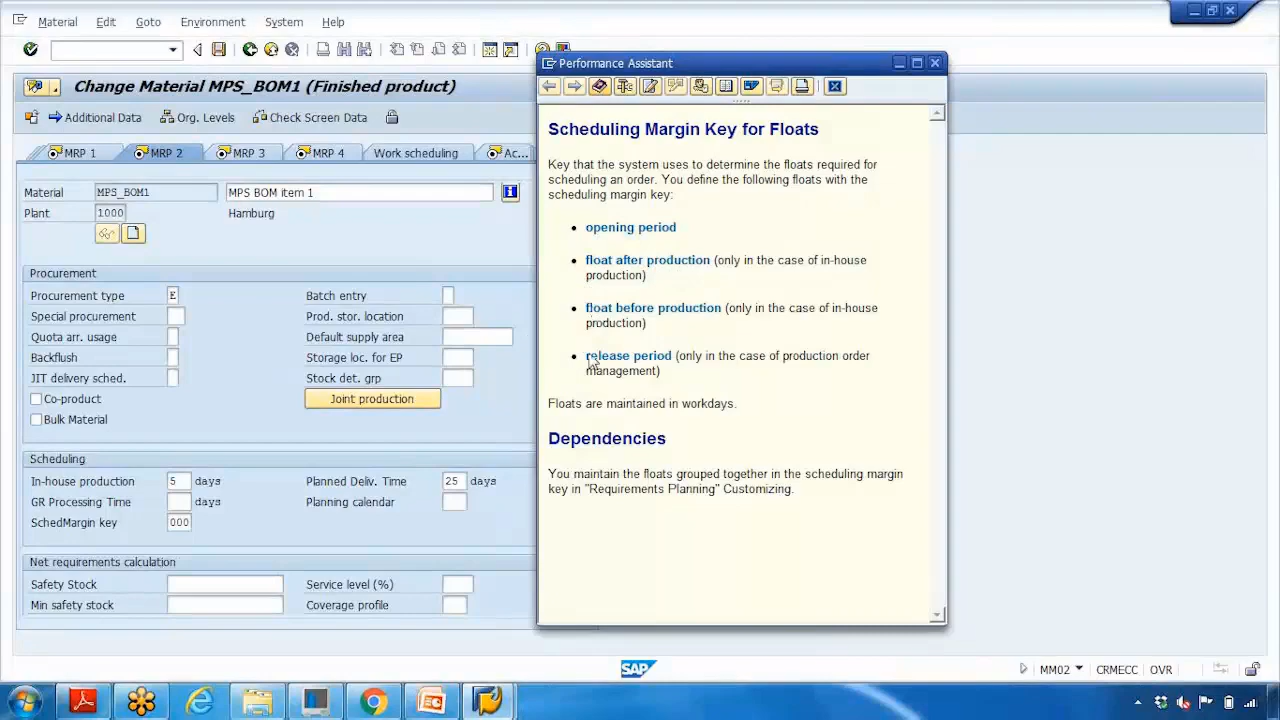 Material Edit Goto Environment System Help
Change Material MPS_BOM1 (Finished product)
Additional Data Org. Levels Check Screen Data
MRP 1 MRP 2 MRP 3 MRP 4 Work scheduling Ac...
Material MPS_BOM1 MPS BOM item 1
Plant 1000 Hamburg
Procurement
Procurement type E Batch entry
Special procurement Prod. stor. location
Quota arr. usage Default supply area
Backflush Storage loc. for EP
JIT delivery sched. Stock det. grp
Co-product Joint production
Bulk Material
Scheduling
In-house production 5 days Planned Deliv. Time 25 days
GR Processing Time days Planning calendar
SchedMargin key 000
Net requirements calculation
Safety Stock Service level (%)
Min safety stock Coverage profile
Performance Assistant
Scheduling Margin Key for Floats
Key that the system uses to determine the floats required for
scheduling an order. You define the following floats with the
scheduling margin key:
opening period
float after production (only in the case of in-house
production)
float before production (only in the case of in-house
production)
release period (only in the case of production order
management)
Floats are maintained in workdays.
Dependencies
You maintain the floats grouped together in the scheduling margin
key in "Requirements Planning" Customizing.
SAP
MM02 CRMECC OVR